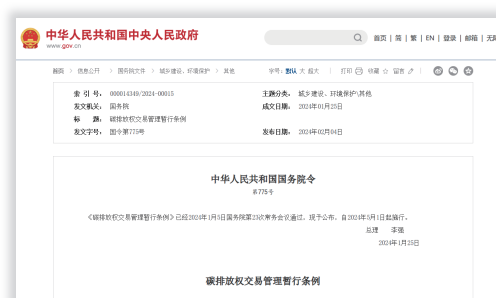 中华人民共和国中央人民政府
www.gov.cn
首页 | 简 | 繁 | EN | 登录 | 邮箱 | 无障
首页 > 信息公开 > 国务院文件 > 城乡建设、环境保护 > 其他
字号：默认 大 超大 | 打印 收藏 留言
索 引 号： 000014349/2024-00015 主题分类： 城乡建设、环境保护\其他
发文机关： 国务院 成文日期： 2024年01月25日
标 题： 碳排放权交易管理暂行条例
发文字号： 国令第775号 发布日期： 2024年02月04日
中华人民共和国国务院令
第775号
《碳排放权交易管理暂行条例》已经2024年1月5日国务院第23次常务会议通过，现予公布，自2024年5月1日起施行。
总理 李强
2024年1月25日
碳排放权交易管理暂行条例